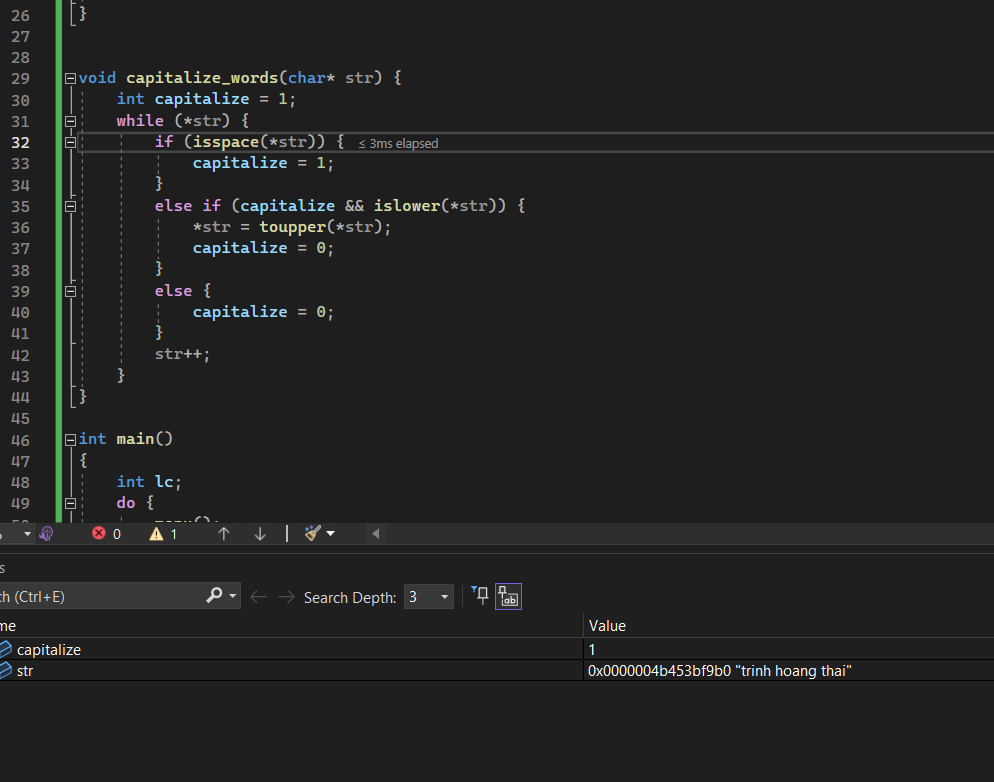 26 }
27
28
29 void capitalize_words(char* str) {
30 int capitalize = 1;
31 while (*str) {
32 if (isspace(*str)) { ≤ 3ms elapsed
33 capitalize = 1;
34 }
35 else if (capitalize && islower(*str)) {
36 *str = toupper(*str);
37 capitalize = 0;
38 }
39 else {
40 capitalize = 0;
41 }
42 str++;
43 }
44 }
45
46 int main()
47 {
48 int lc;
49 do {
0 1
(Ctrl+E) Search Depth: 3
Value
capitalize 1
str 0x0000004b453bf9b0 "trinh hoang thai"